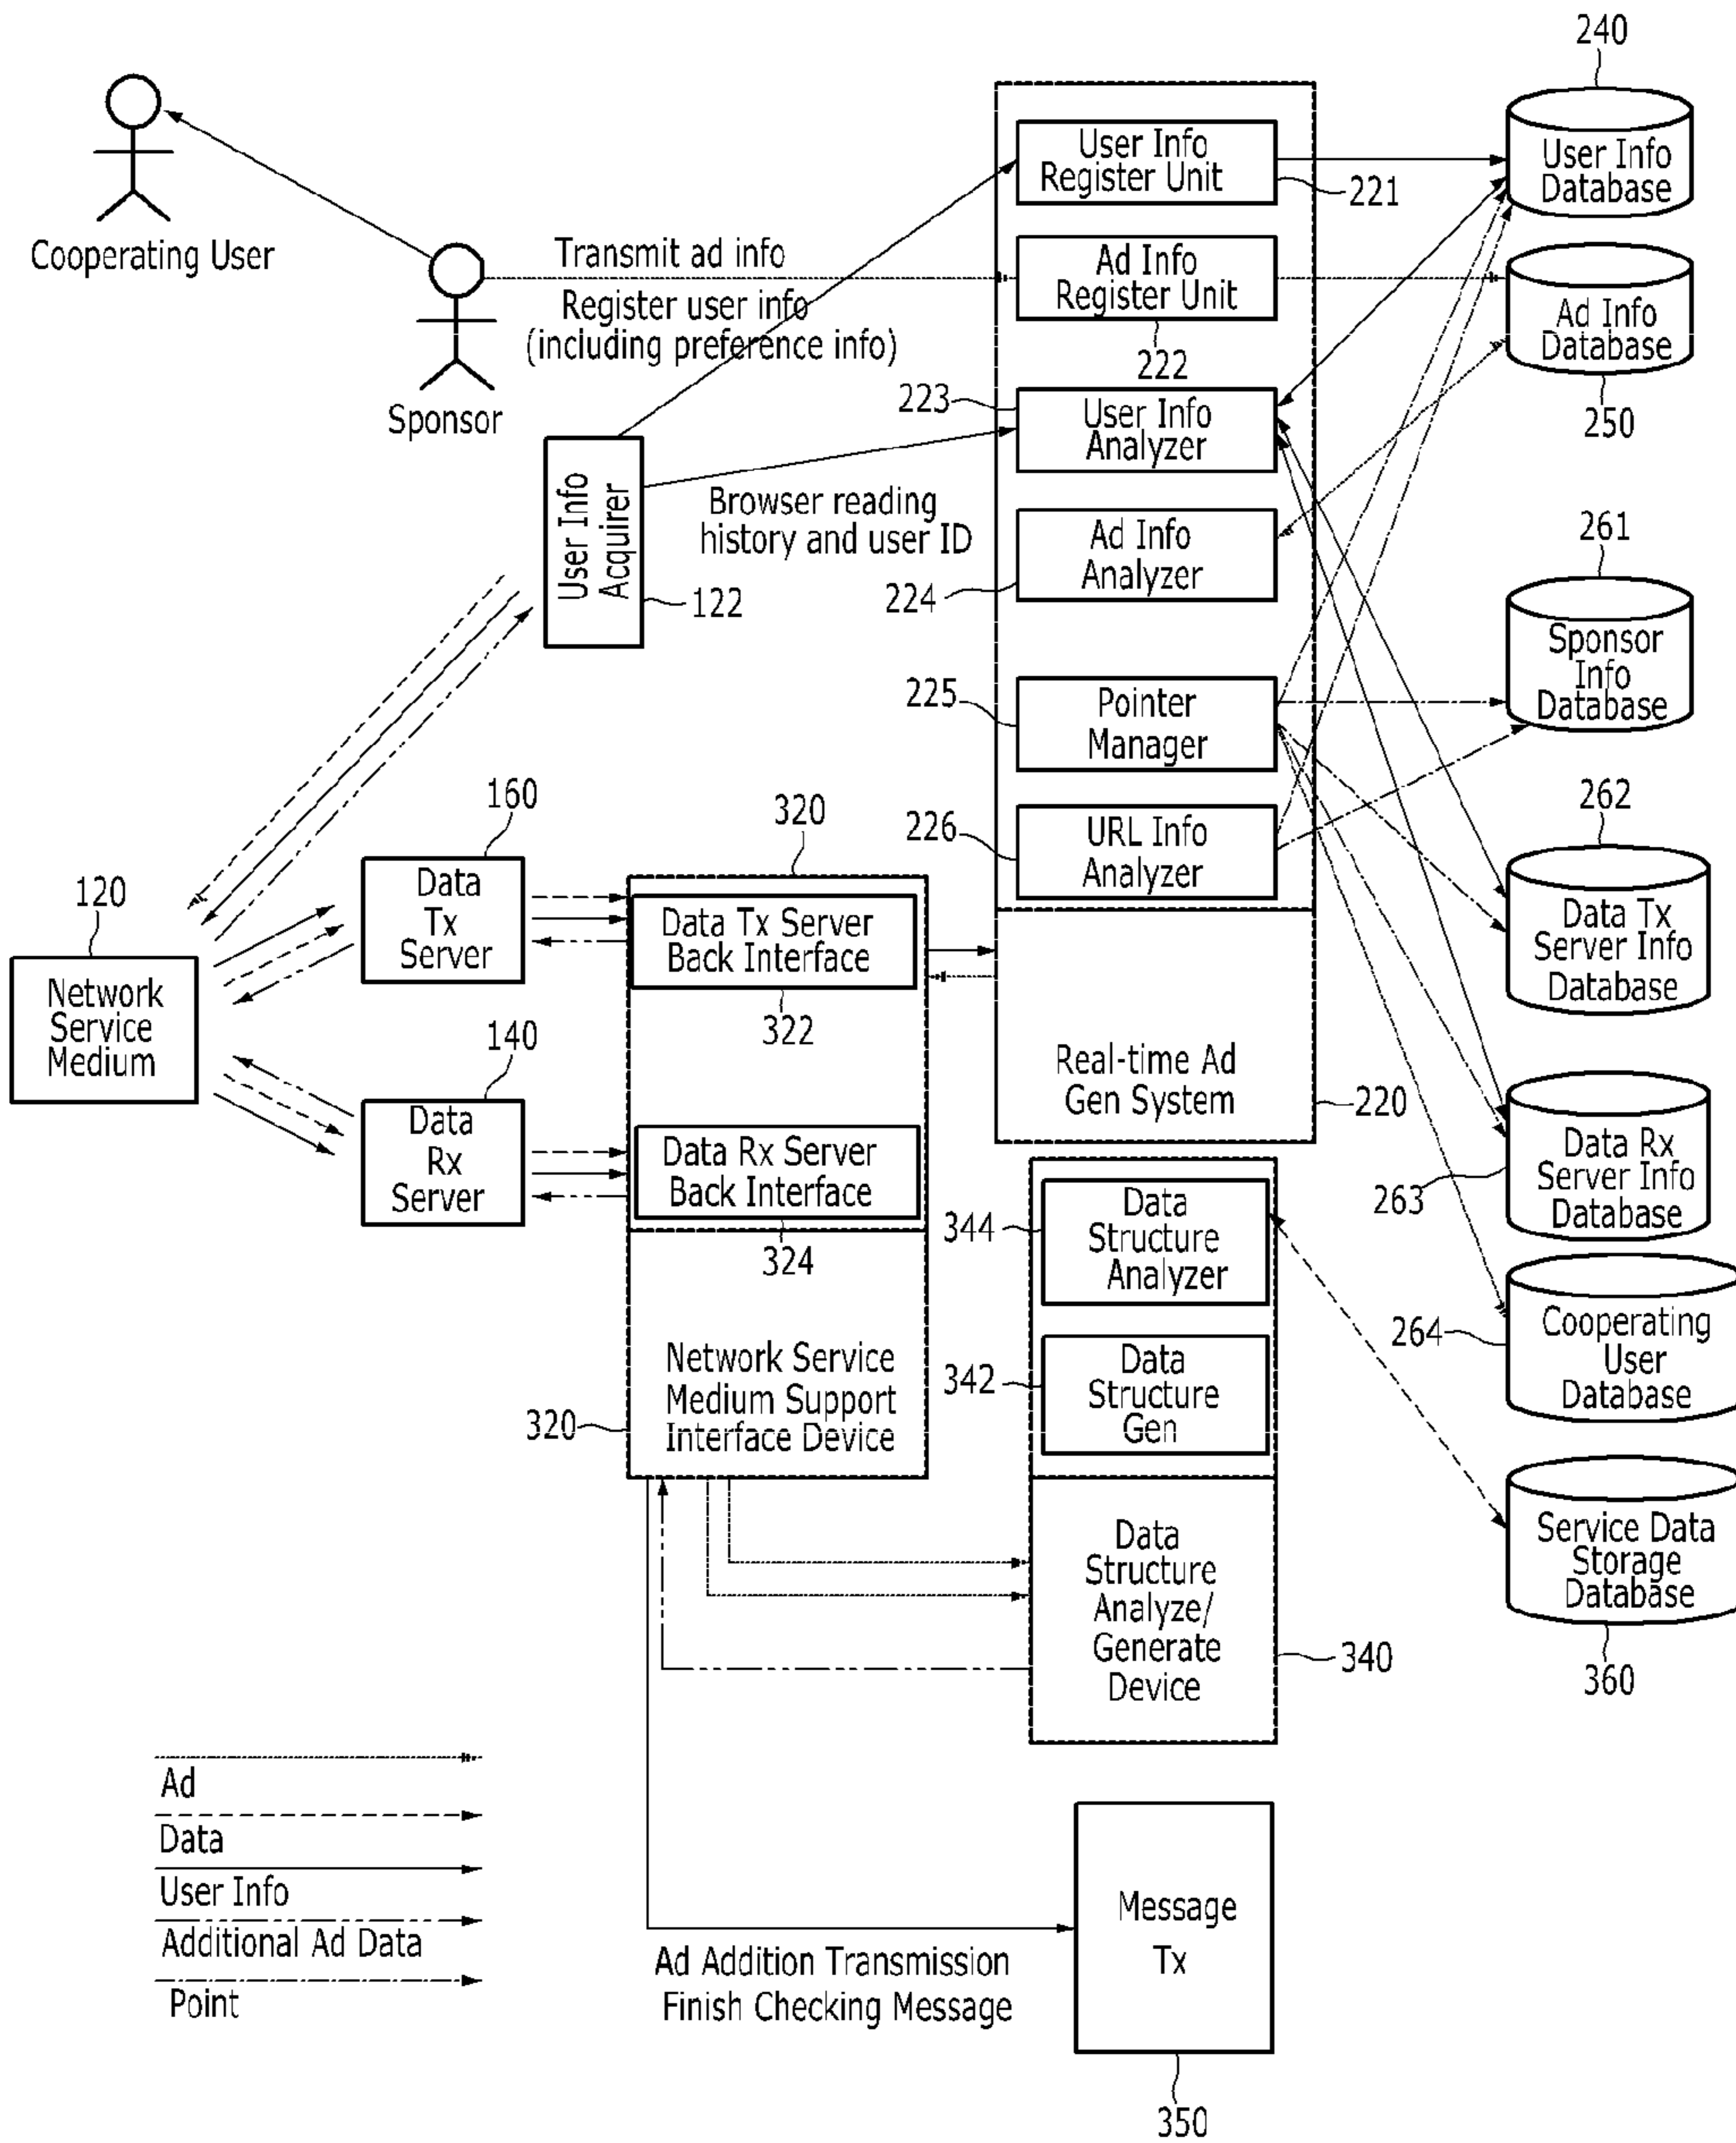 240
User Info
Database
Cooperating User
User Info
Register Unit
221
Transmit ad info
Register user info
(including preference info)
Sponsor
Ad Info
Register Unit
222
Ad Info
Database
250
223
User Info
Analyzer
User Info
Acquirer
122
Browser reading
history and user ID
Ad Info
Analyzer
224
261
Sponsor
Info
Database
225
Pointer
Manager
226
URL Info
Analyzer
262
Data Tx
Server Info
Database
120
Network
Service
Medium
160
Data
Tx
Server
320
Data Tx Server
Back Interface
322
140
Data
Rx
Server
Data Rx Server
Back Interface
324
Real-time Ad
Gen System
220
Data Rx
Server Info
Database
263
344
Data
Structure
Analyzer
342
Data
Structure
Gen
264
Cooperating
User
Database
Network Service
Medium Support
Interface Device
320
Data
Structure
Analyze/
Generate
Device
340
Service Data
Storage
Database
360
Ad
Data
User Info
Additional Ad Data
Point
Ad Addition Transmission
Finish Checking Message
Message
Tx
350